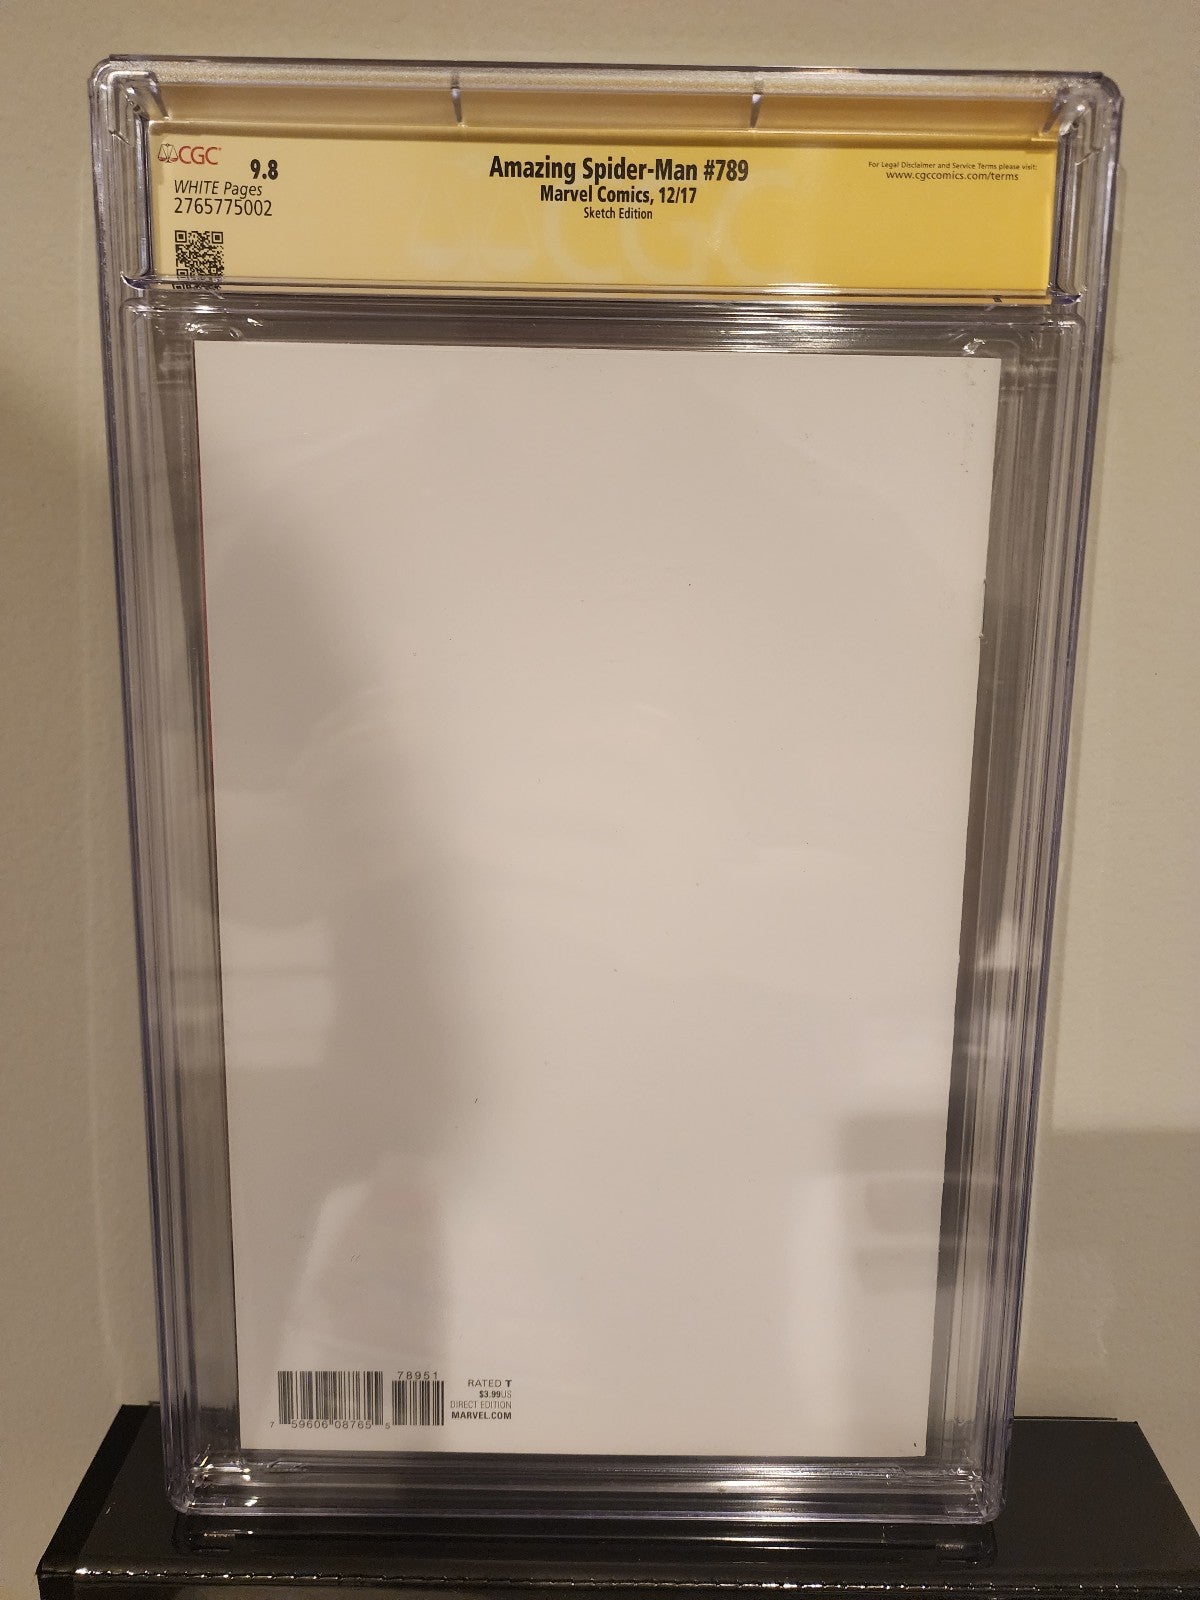 CGC
9.8
WHITE Pages
2765775002
Amazing Spider-Man #789
Marvel Comics, 12/17
Sketch Edition
For Legal Disclaimer and Service Terms please visit:
www.cgccomics.com/terms
CGC
78951
7 59606 08765 5
RATED T
$3.99US
DIRECT EDITION
MARVEL.COM